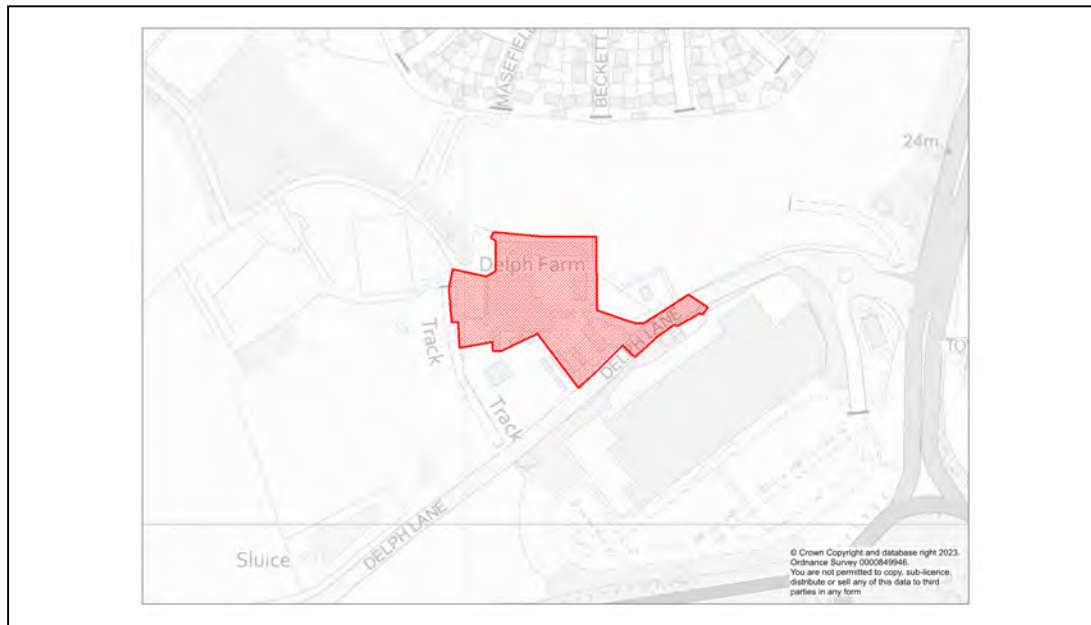 MASEFIELD
BECKETT
24m
Delph Farm
Track
DELPH LANE
Track
DELPH LANE
Sluice
© Crown Copyright and database right 2023.
Ordnance Survey 0000849946.
You are not permitted to copy, sub-licence,
distribute or sell any of this data to third
parties in any form